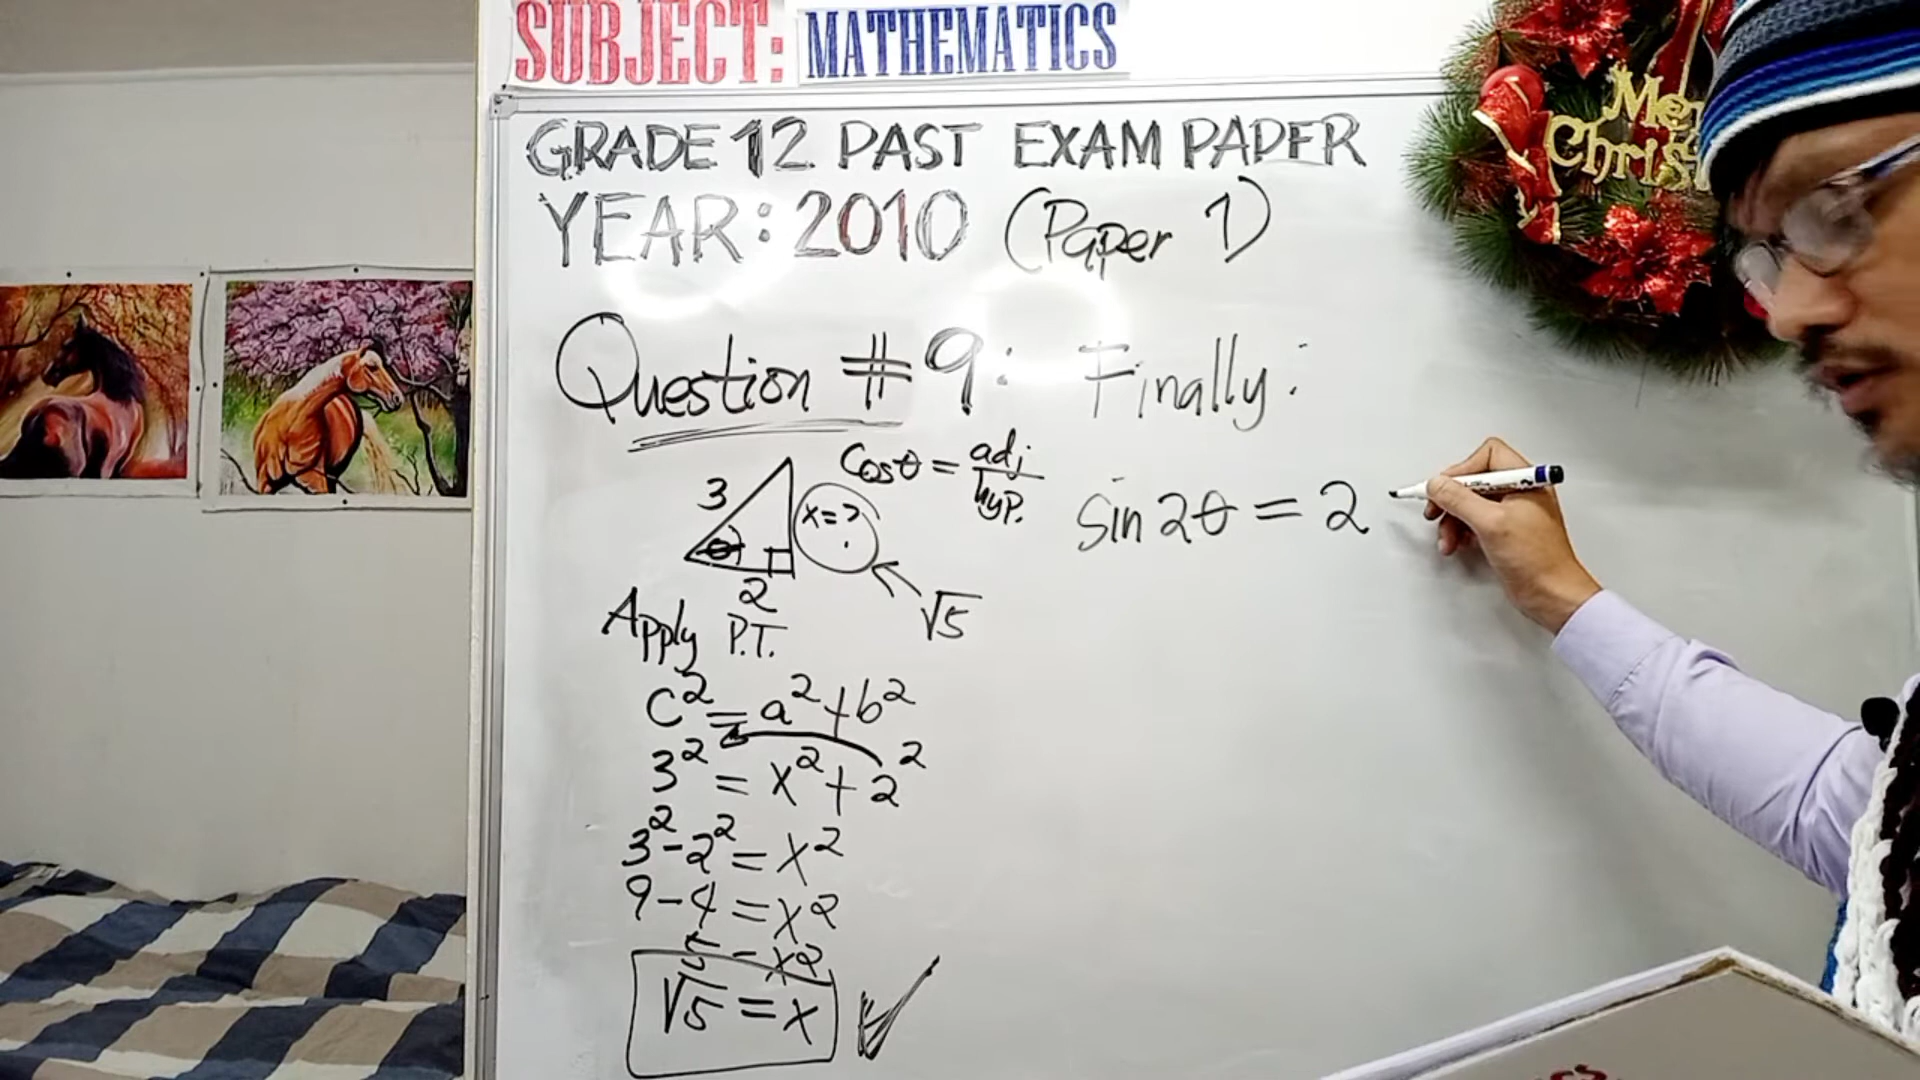 SUBJECT: MATHEMATICS
GRADE 12 PAST EXAM PAPER
YEAR: 2010 (Paper 1)
Question # 9:
3
θ
x=?
2
cosθ = adj
hyp.
√5
Apply P.T.
c² = a² + b²
3² = x² + 2²
3² - 2² = x²
9 - 4 = x²
5 = x²
√5 = x
Finally:
sin 2θ = 2
Christ